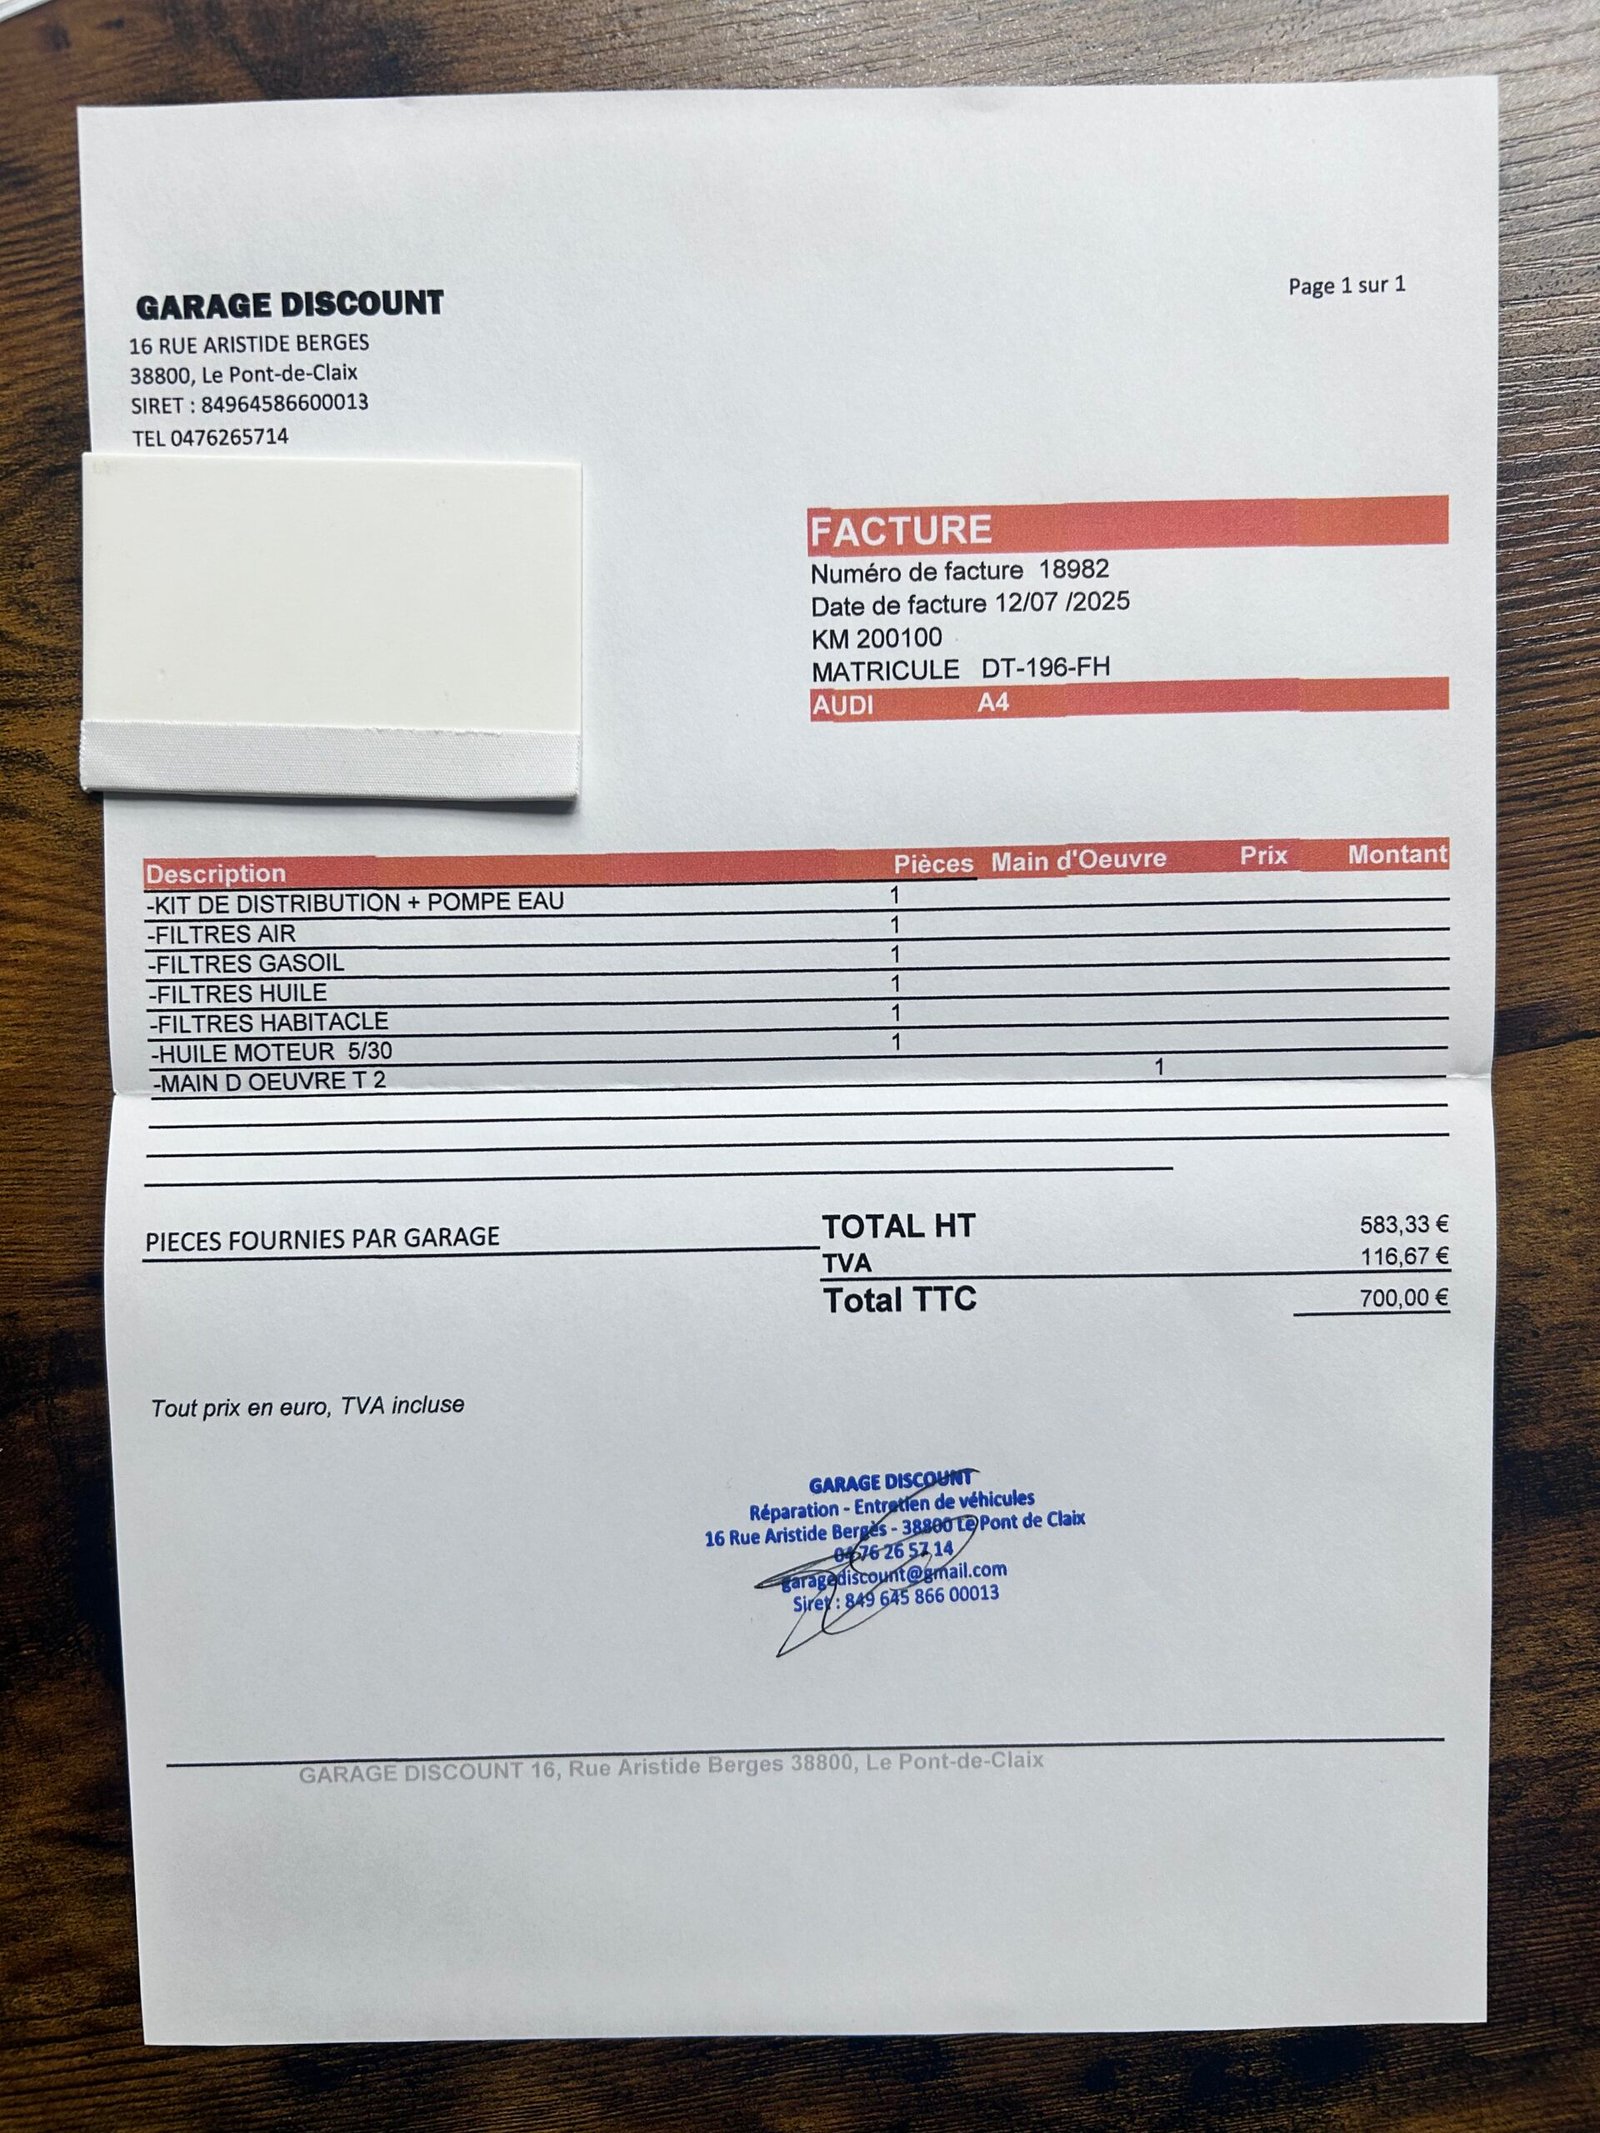 Page 1 sur 1
GARAGE DISCOUNT
16 RUE ARISTIDE BERGES
38800, Le Pont-de-Claix
SIRET : 84964586600013
TEL 0476265714
FACTURE
Numéro de facture 18982
Date de facture 12/07 /2025
KM 200100
MATRICULE DT-196-FH
AUDI A4
Description Pièces Main d'Oeuvre Prix Montant
-KIT DE DISTRIBUTION + POMPE EAU 1
-FILTRES AIR 1
-FILTRES GASOIL 1
-FILTRES HUILE 1
-FILTRES HABITACLE 1
-HUILE MOTEUR 5/30 1
-MAIN D OEUVRE T 2 1
PIECES FOURNIES PAR GARAGE
TOTAL HT 583,33 €
TVA 116,67 €
Total TTC 700,00 €
Tout prix en euro, TVA incluse
GARAGE DISCOUNT
Réparation - Entretien de véhicules
16 Rue Aristide Bergès - 38800 Le Pont de Claix
04 76 26 57 14
garagediscount@gmail.com
Siret : 849 645 866 00013
GARAGE DISCOUNT 16, Rue Aristide Berges 38800, Le Pont-de-Claix